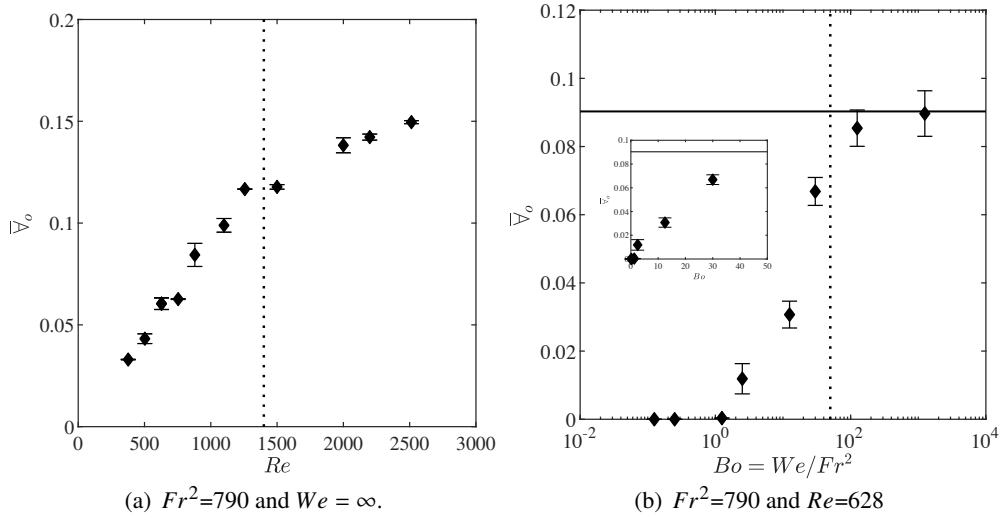 0.2
0.15
0.1
0.05
0
∀̅ₒ
0 500 1000 1500 2000 2500 3000
Re
(a) Fr²=790 and We = ∞.
0.12
0.1
0.08
0.06
0.04
0.02
0
∀̅ₒ
10⁻² 10⁰ 10² 10⁴
Bo = We/Fr²
0.1
0.08
0.06
0.04
0.02
0
∀̅ₒ
0 10 20 30 40 50
Bo
(b) Fr²=790 and Re=628